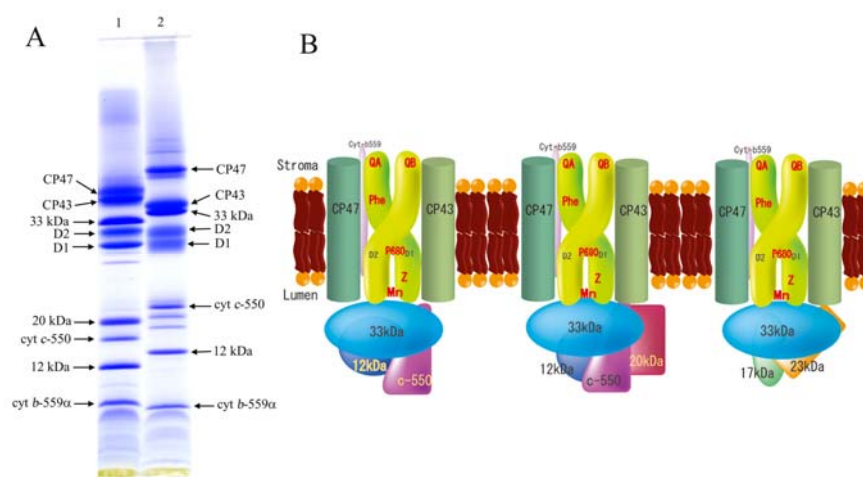 A
1 2
CP47
CP43
33 kDa
D2
D1
20 kDa
cyt c-550
12 kDa
cyt b-559α
CP47
CP43
33 kDa
D2
D1
cyt c-550
12 kDa
cyt b-559α
B
Stroma
Lumen
Cyt-b559
QA QB
CP47
CP43
Phe
D2 P680 D1
Z
Mn
33kDa
12kDa
c-550
Cyt-b559
QA QB
CP47
CP43
Phe
D2 P680 D1
Z
Mn
33kDa
12kDa
20kDa
c-550
Cyt-b559
QA QB
CP47
CP43
Phe
D2 P680 D1
Z
Mn
33kDa
17kDa
23kDa